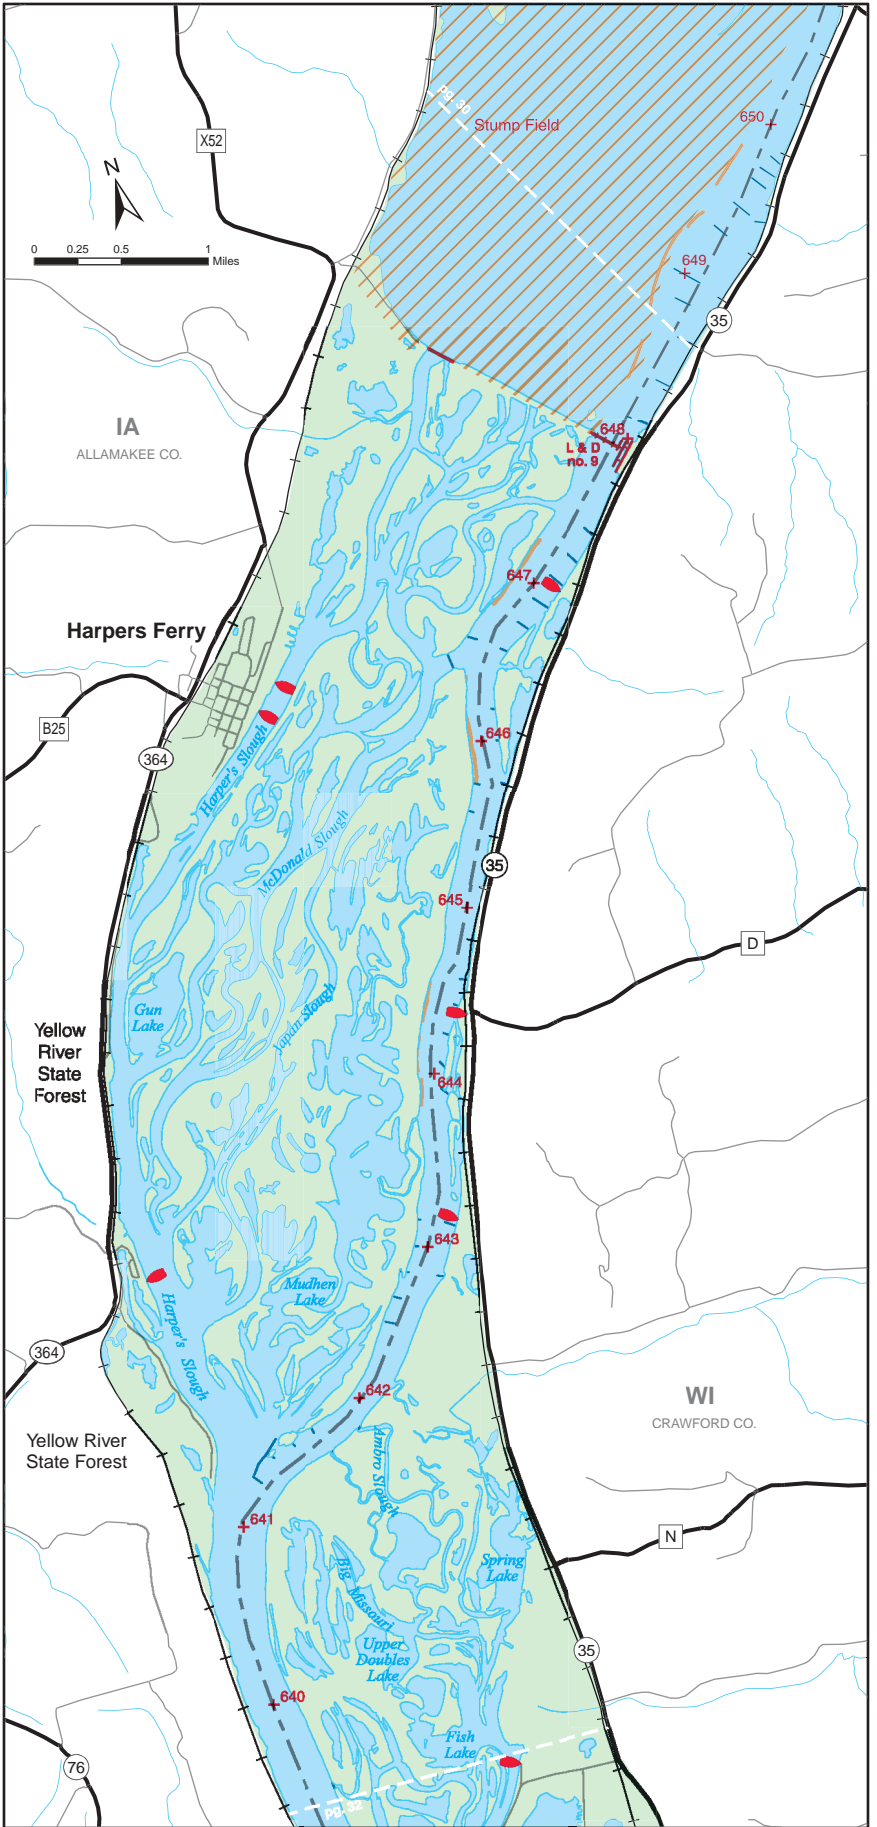 pg. 30
Stump Field
650
X52
N
0 0.25 0.5 1
Miles
649
35
IA
ALLAMAKEE CO.
648
L & D
no. 9
647
Harpers Ferry
B25
364
646
Harper's Slough
McDonald Slough
35
645
D
Gun
Lake
Japan Slough
Yellow
River
State
Forest
644
643
Mudhen
Lake
Harper's Slough
364
642
WI
CRAWFORD CO.
Yellow River
State Forest
Ambro Slough
641
N
Spring
Lake
Big Missouri
Upper
Doubles
Lake
35
640
Fish
Lake
76
pg. 32